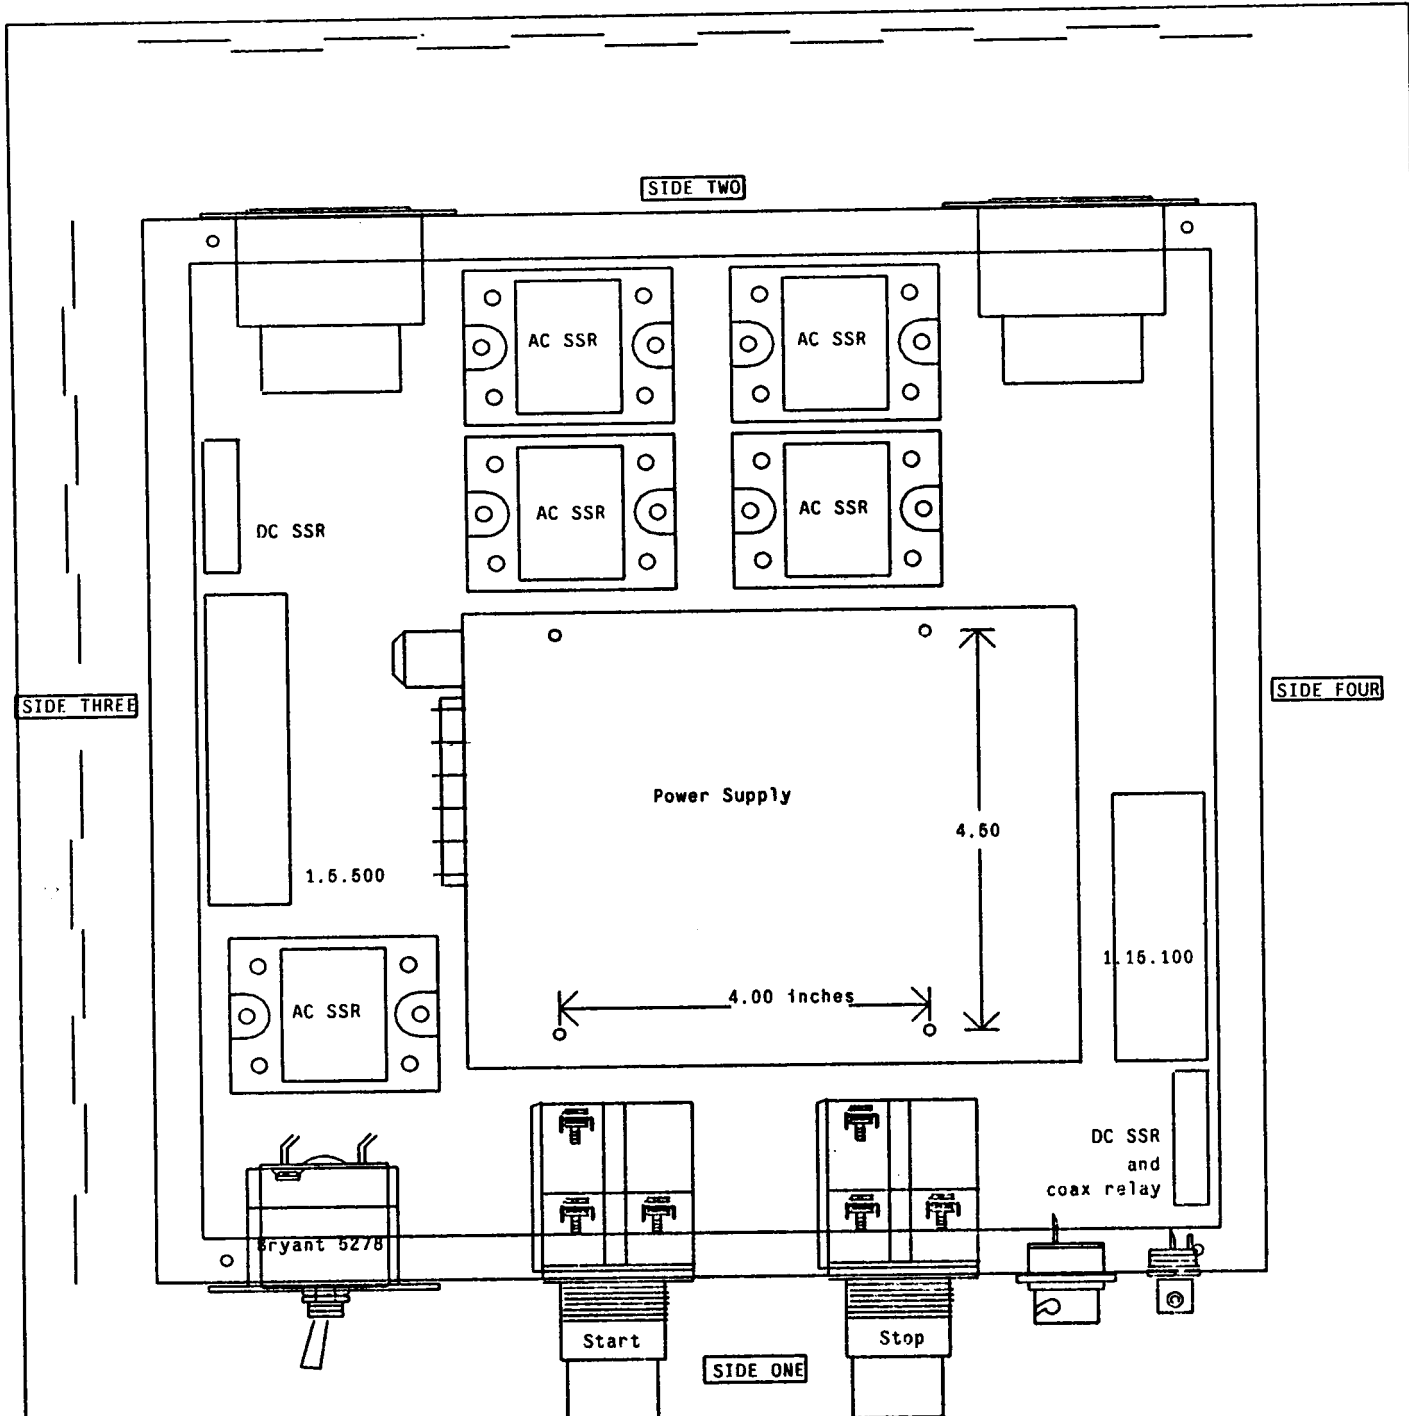 SIDE TWO
AC SSR
AC SSR
AC SSR
AC SSR
DC SSR
SIDE THREE
SIDE FOUR
Power Supply
4.50
1.5.500
1.15.100
4.00 inches
AC SSR
DC SSR
and
coax relay
Bryant 5278
Start
Stop
SIDE ONE